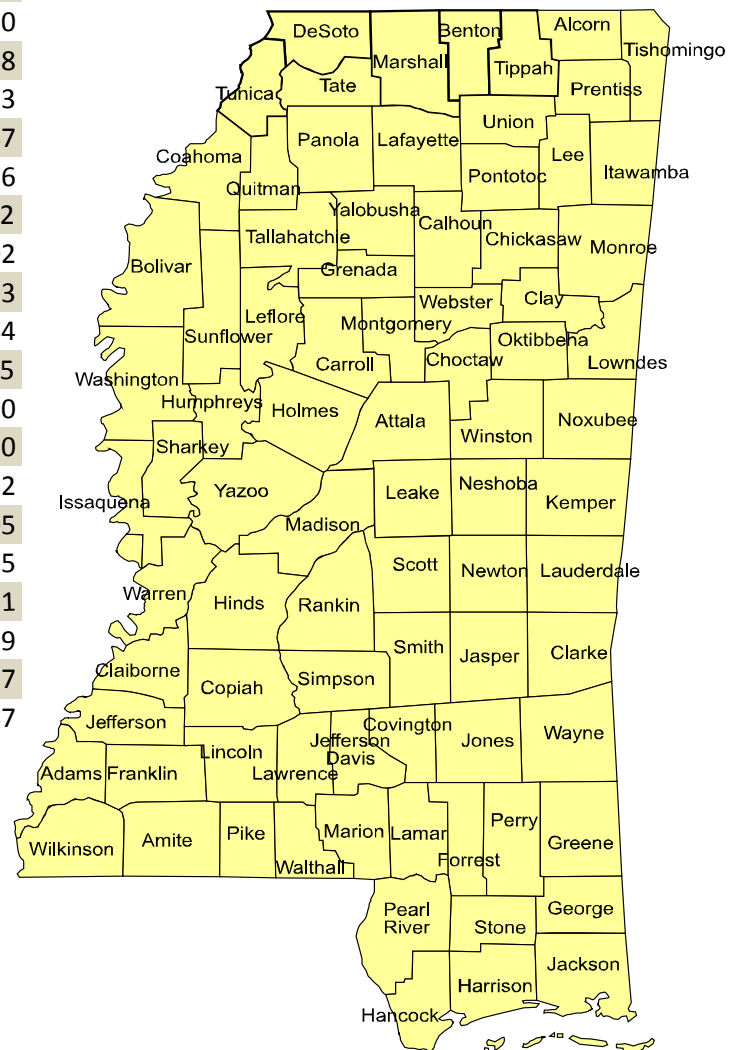 0
8
3
7
6
2
2
3
4
5
0
0
2
5
5
1
9
7
7
DeSoto
Benton
Alcorn
Tishomingo
Marshall
Tippah
Tate
Prentiss
Tunica
Union
Panola
Lafayette
Lee
Coahoma
Pontotoc
Itawamba
Quitman
Yalobusha
Calhoun
Tallahatchie
Chickasaw
Monroe
Bolivar
Grenada
Webster
Clay
Leflore
Montgomery
Sunflower
Oktibbeha
Carroll
Choctaw
Lowndes
Washington
Humphreys
Holmes
Attala
Noxubee
Winston
Sharkey
Neshoba
Yazoo
Leake
Issaquena
Kemper
Madison
Scott
Newton
Lauderdale
Warren
Hinds
Rankin
Smith
Jasper
Clarke
Claiborne
Simpson
Copiah
Jefferson
Covington
Jefferson
Davis
Jones
Wayne
Lincoln
Lawrence
Adams
Franklin
Perry
Pike
Marion
Lamar
Amite
Greene
Wilkinson
Forrest
Walthall
Pearl
River
George
Stone
Jackson
Harrison
Hancock